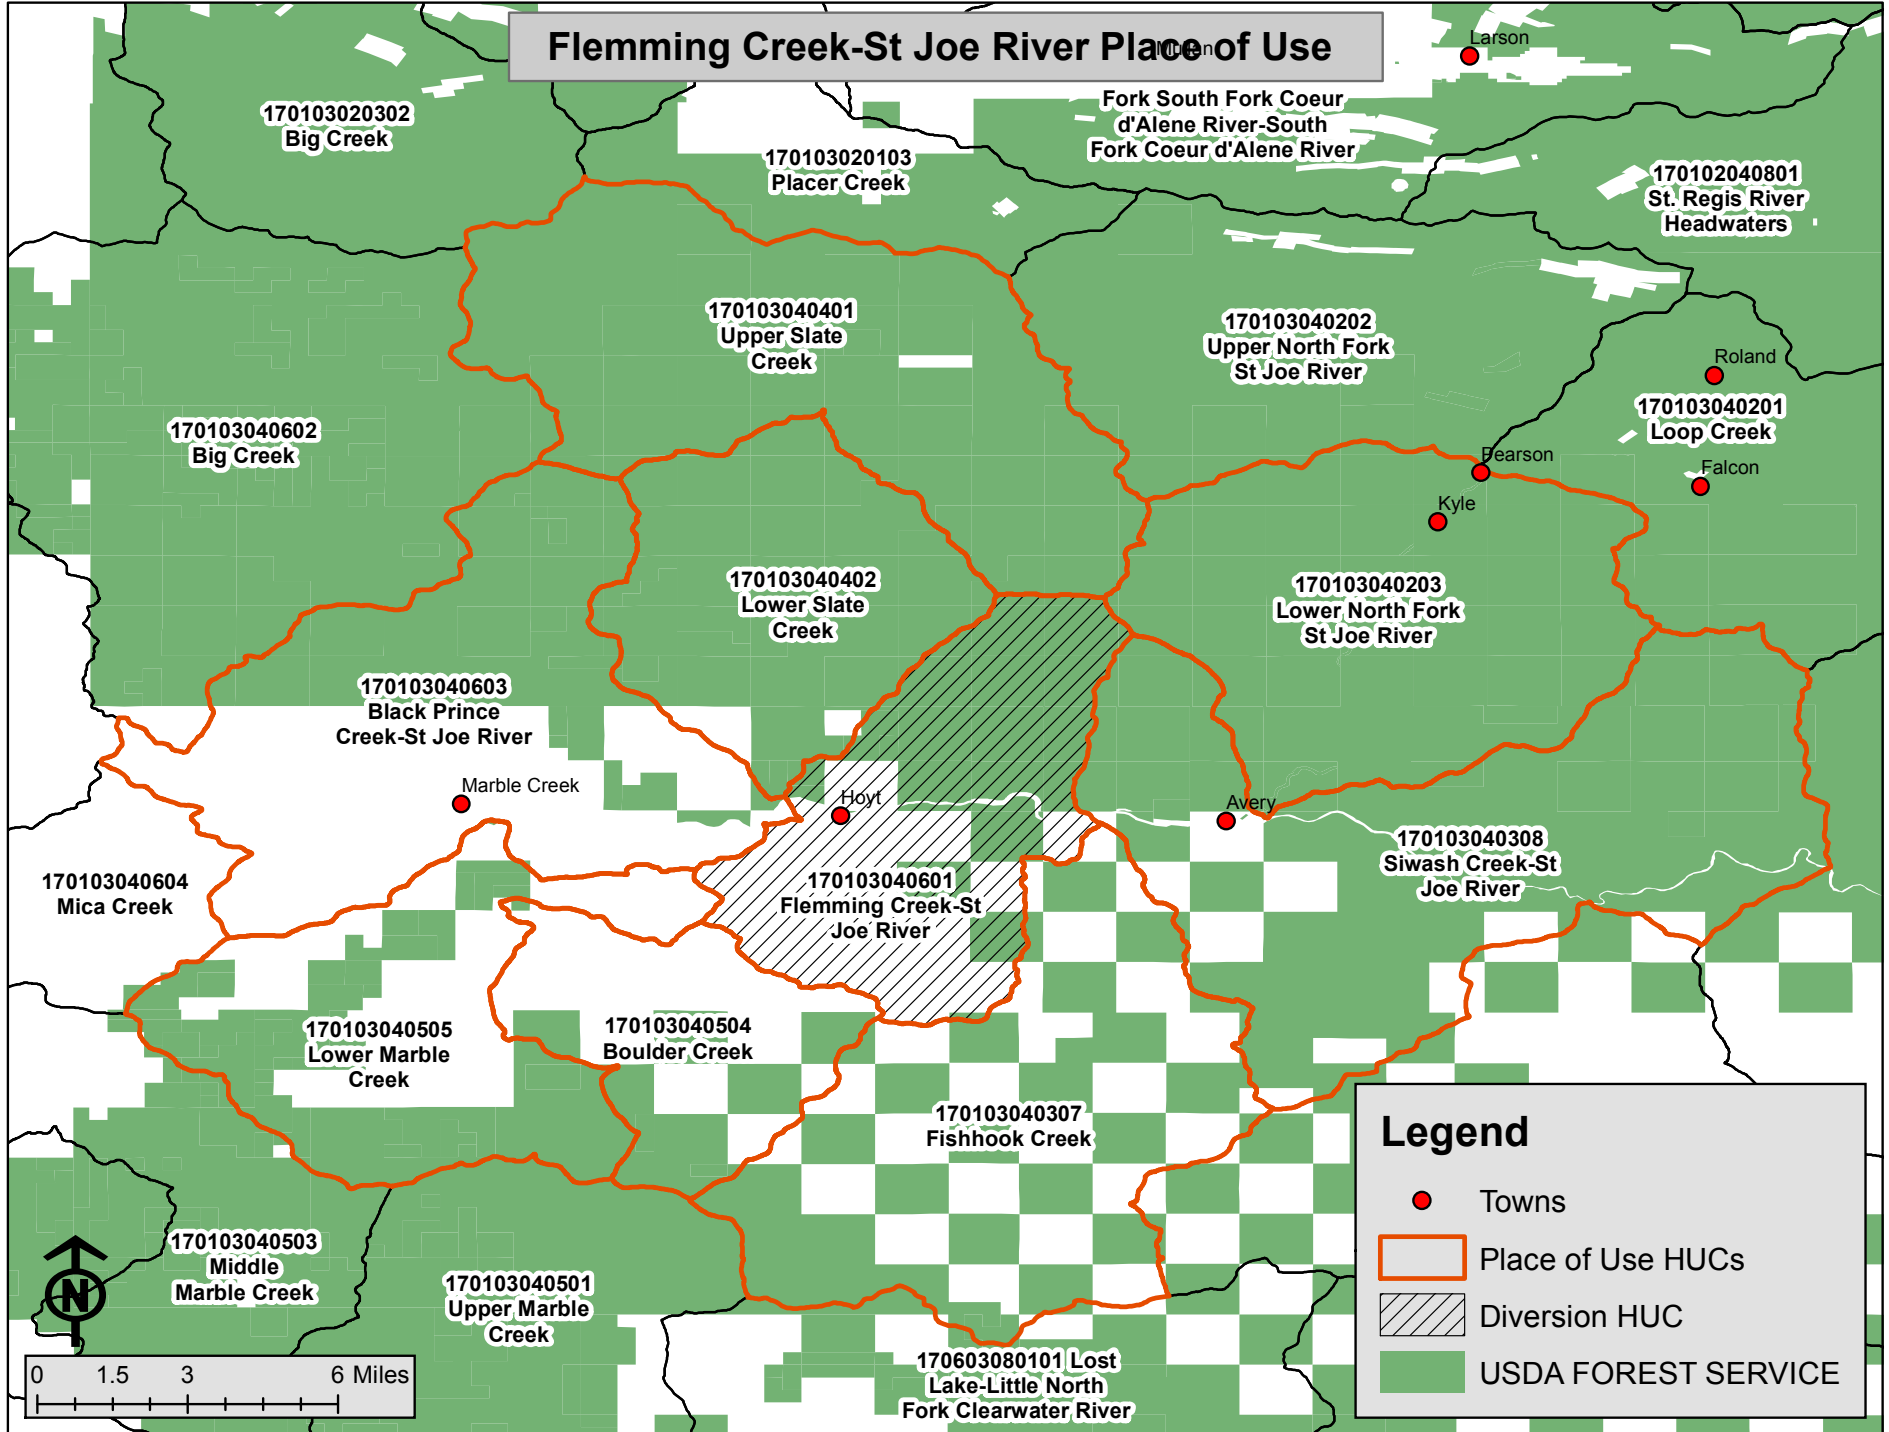 Flemming Creek-St Joe River Place of Use
Mullan
Larson
170103020302
Big Creek
170103020103
Placer Creek
Fork South Fork Coeur
d'Alene River-South
Fork Coeur d'Alene River
170102040801
St. Regis River
Headwaters
170103040401
Upper Slate
Creek
170103040202
Upper North Fork
St Joe River
Roland
170103040201
Loop Creek
170103040602
Big Creek
Pearson
Falcon
Kyle
170103040402
Lower Slate
Creek
170103040203
Lower North Fork
St Joe River
170103040603
Black Prince
Creek-St Joe River
Marble Creek
Hoyt
Avery
170103040308
Siwash Creek-St
Joe River
170103040604
Mica Creek
170103040601
Flemming Creek-St
Joe River
170103040505
Lower Marble
Creek
170103040504
Boulder Creek
170103040307
Fishhook Creek
170103040503
Middle
Marble Creek
170103040501
Upper Marble
Creek
170603080101 Lost
Lake-Little North
Fork Clearwater River
N
0 1.5 3 6 Miles
Legend
Towns
Place of Use HUCs
Diversion HUC
USDA FOREST SERVICE